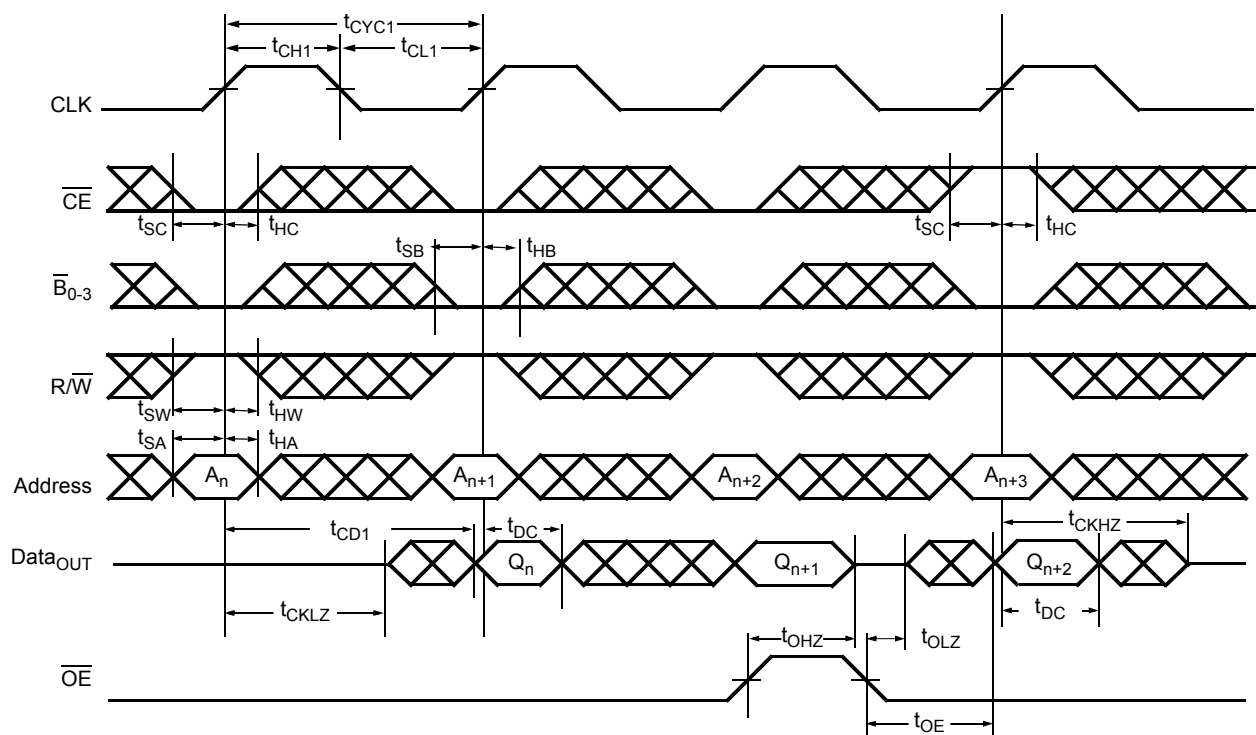 tCYC1
tCH1
tCL1
CLK
CE
tSC
tHC
tSC
tHC
tSB
tHB
B0-3
R/W
tSW
tHW
tSA
tHA
Address
An
An+1
An+2
An+3
tCD1
tDC
tCKHZ
DataOUT
Qn
Qn+1
Qn+2
tCKLZ
tDC
tOHZ
tOLZ
OE
tOE